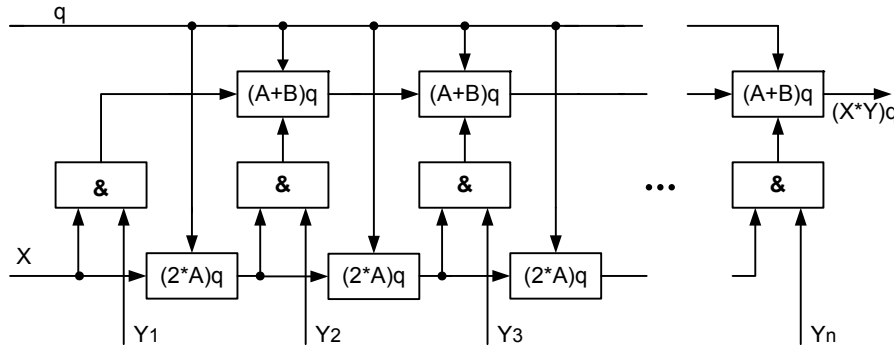 q
(A+B)q (A+B)q (A+B)q
(X*Y)q
& & & ... &
X
(2*A)q (2*A)q (2*A)q
Y1 Y2 Y3 Yn